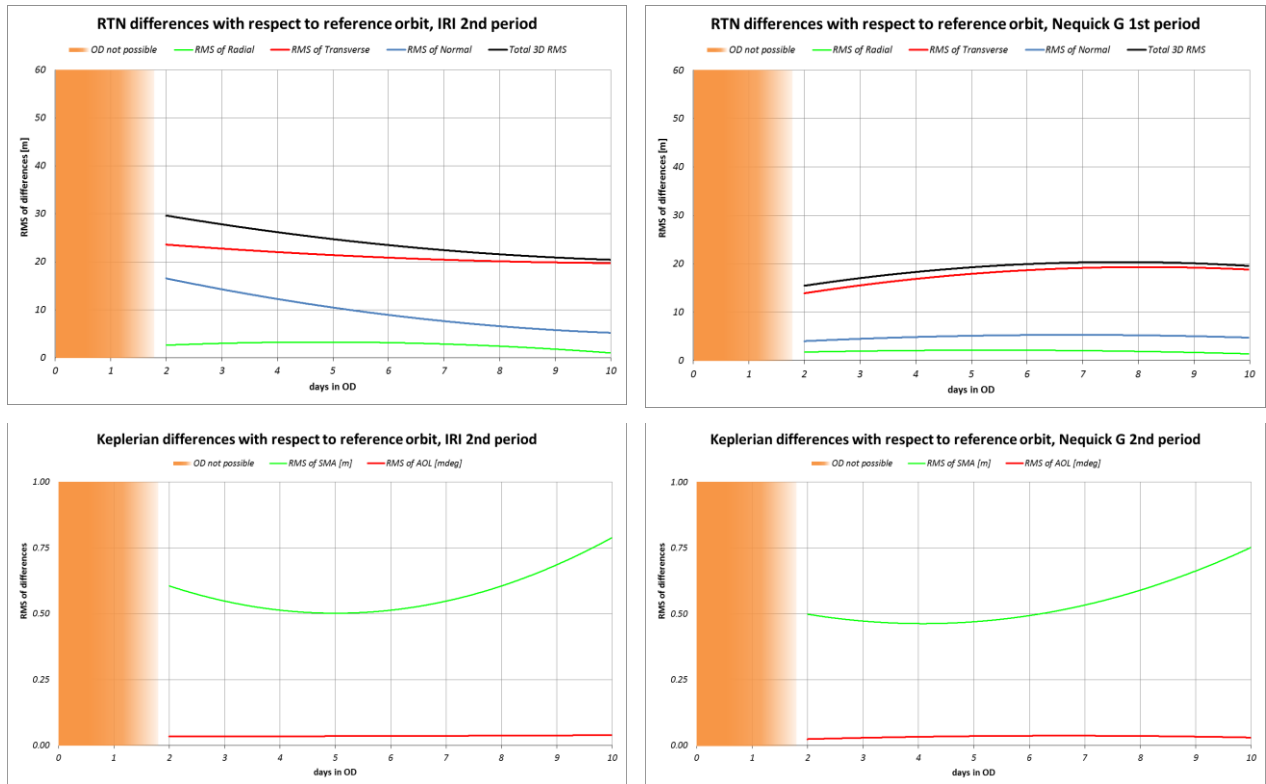 RTN differences with respect to reference orbit, IRI 2nd period
OD not possible RMS of Radial RMS of Transverse RMS of Normal Total 3D RMS
60
50
40
30
20
10
0
RMS of differences [m]
0 1 2 3 4 5 6 7 8 9 10
days in OD
RTN differences with respect to reference orbit, Nequick G 1st period
OD not possible RMS of Radial RMS of Transverse RMS of Normal Total 3D RMS
60
50
40
30
20
10
0
RMS of differences [m]
0 1 2 3 4 5 6 7 8 9 10
days in OD
Keplerian differences with respect to reference orbit, IRI 2nd period
OD not possible RMS of SMA [m] RMS of AOL [mdeg]
1.00
0.75
0.50
0.25
0.00
RMS of differences
0 1 2 3 4 5 6 7 8 9 10
days in OD
Keplerian differences with respect to reference orbit, Nequick G 2nd period
OD not possible RMS of SMA [m] RMS of AOL [mdeg]
1.00
0.75
0.50
0.25
0.00
RMS of differences
0 1 2 3 4 5 6 7 8 9 10
days in OD